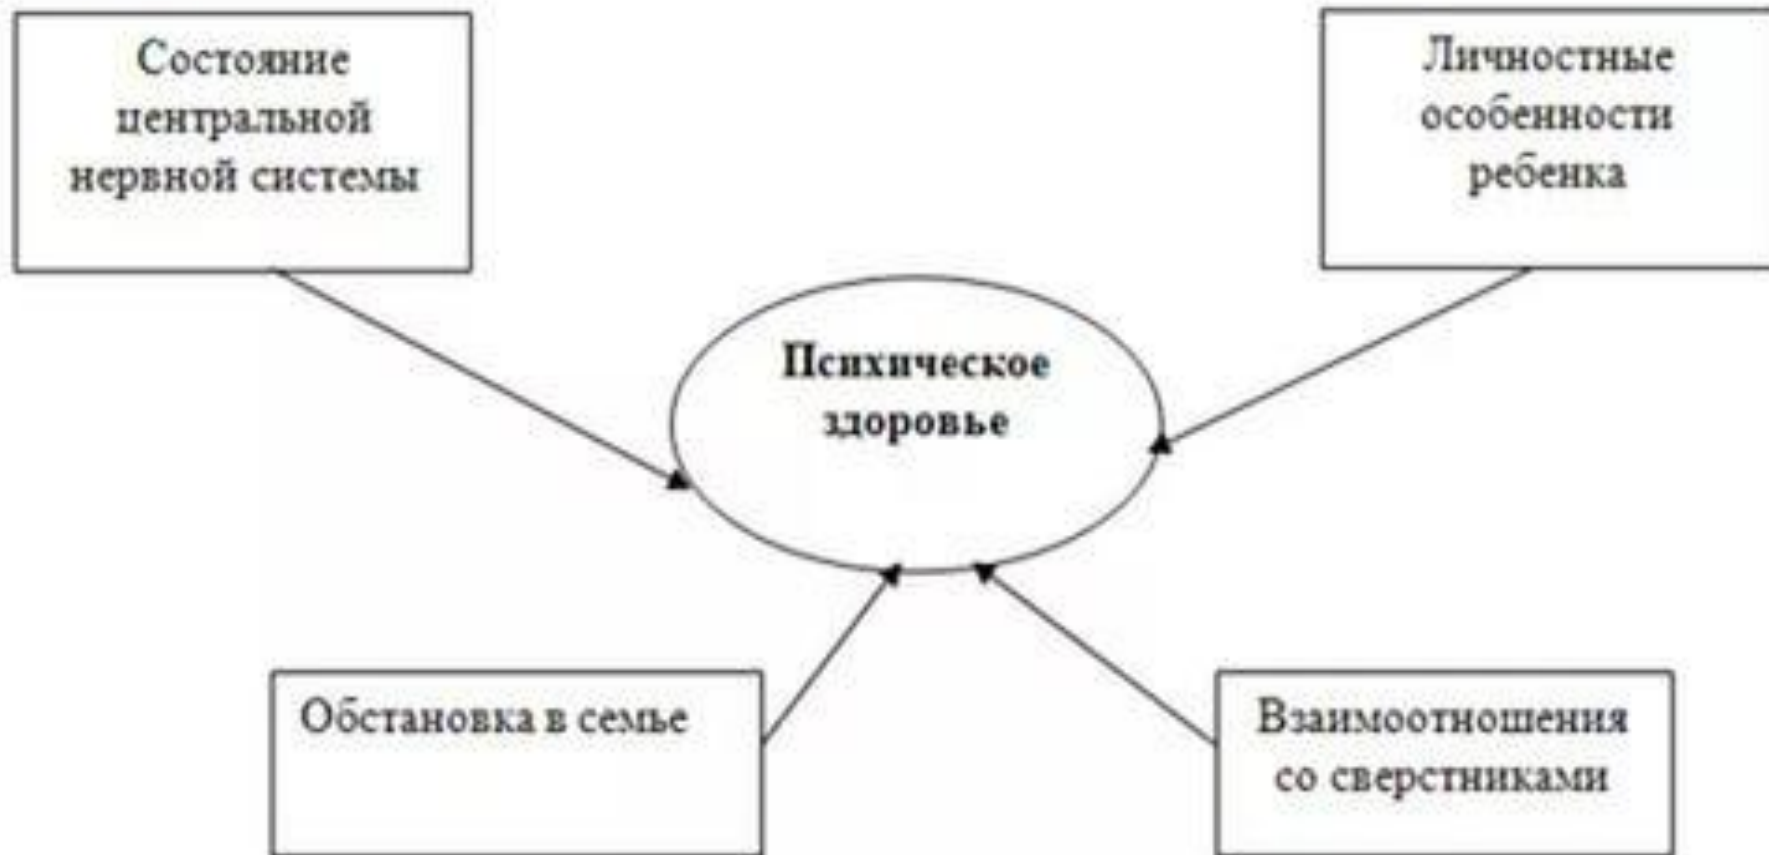 Состояние
центральной
нервной системы
Личностные
особенности
ребенка
Психическое
здоровье
Обстановка в семье
Взаимоотношения
со сверстниками